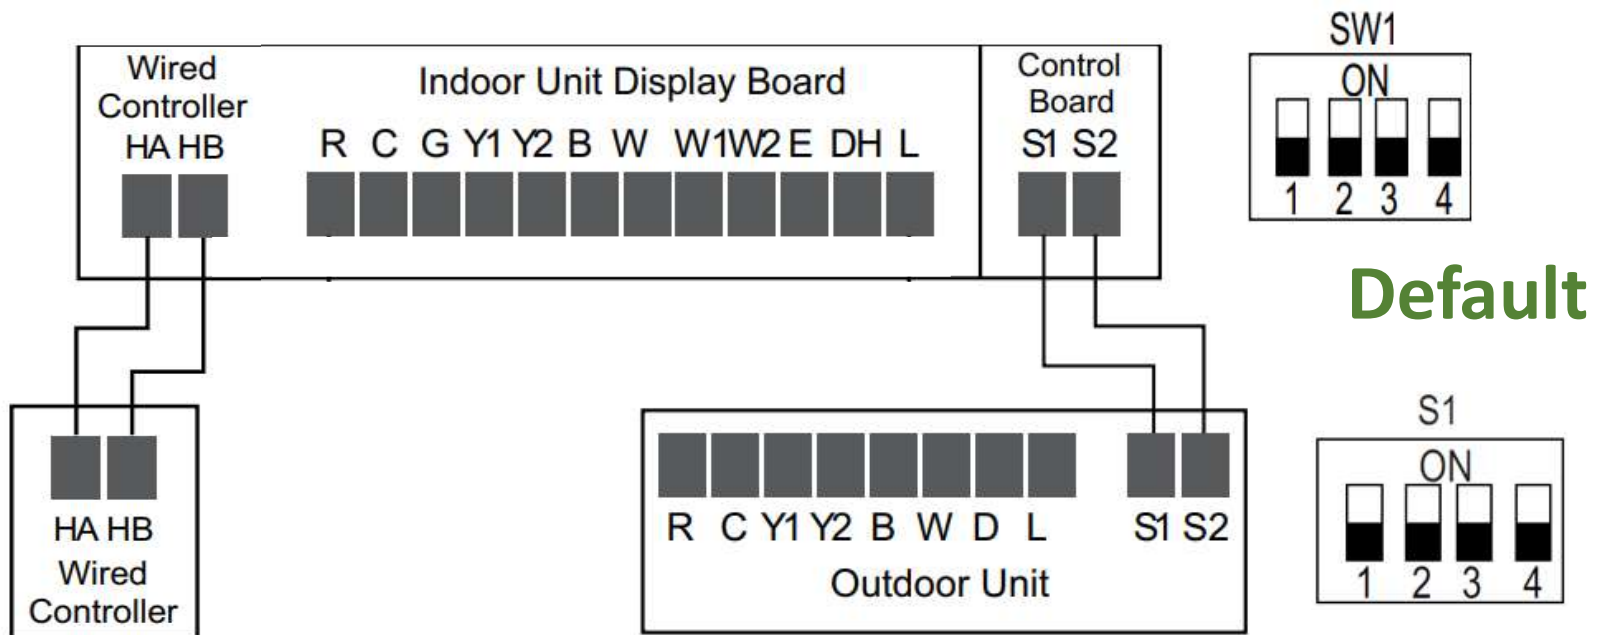 SW1
ON
1 2 3 4
Wired
Controller
HA HB
Indoor Unit Display Board
R C G Y1 Y2 B W W1 W2 E DH L
Control
Board
S1 S2
Default
HA HB
Wired
Controller
R C Y1 Y2 B W D L S1 S2
Outdoor Unit
S1
ON
1 2 3 4